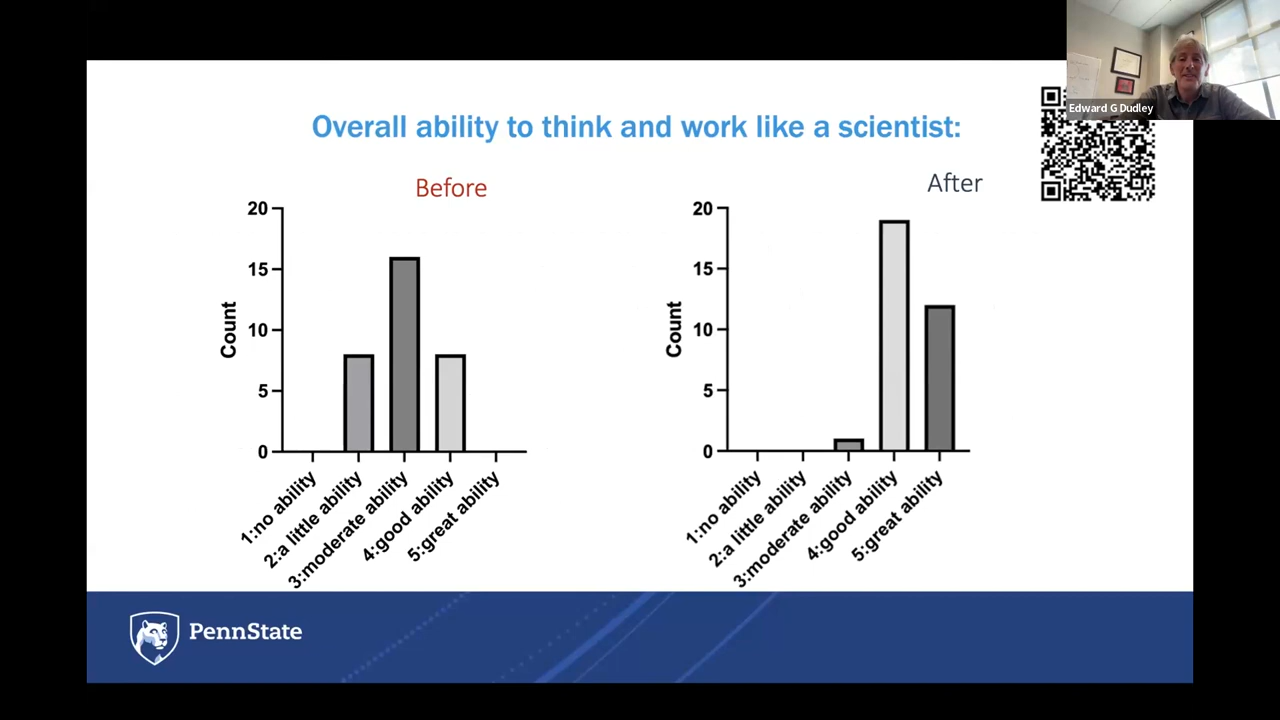 Edward G Dudley
Overall ability to think and work like a scientist:
Before
20
15
10
5
0
Count
1:no ability
2:a little ability
3:moderate ability
4:good ability
5:great ability
After
20
15
10
5
0
Count
1:no ability
2:a little ability
3:moderate ability
4:good ability
5:great ability
PennState